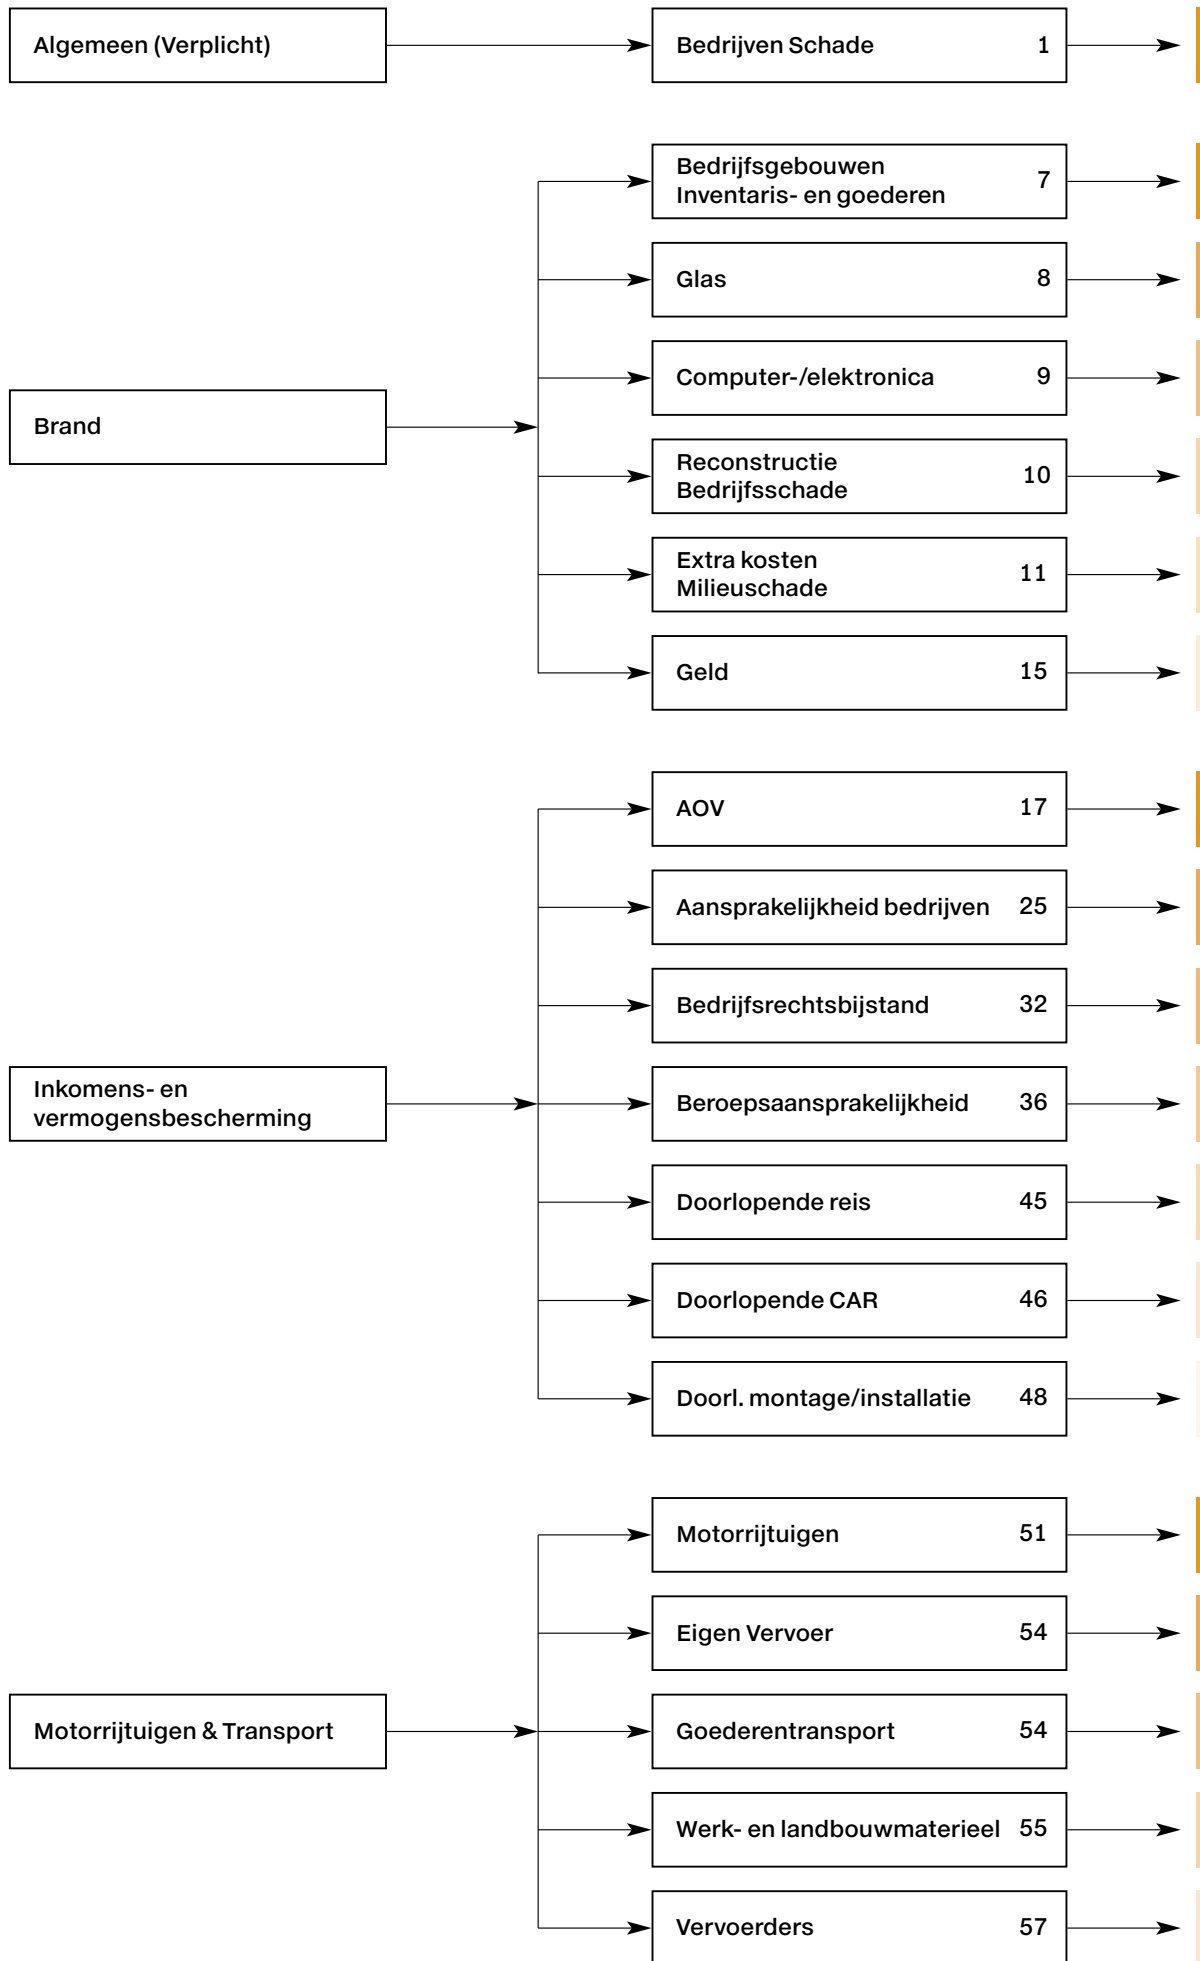 Algemeen (Verplicht)
Bedrijven Schade 1
Brand
Bedrijfsgebouwen
Inventaris- en goederen 7
Glas 8
Computer-/elektronica 9
Reconstructie
Bedrijfsschade 10
Extra kosten
Milieuschade 11
Geld 15
Inkomens- en
vermogensbescherming
AOV 17
Aansprakelijkheid bedrijven 25
Bedrijfsrechtsbijstand 32
Beroepsaansprakelijkheid 36
Doorlopende reis 45
Doorlopende CAR 46
Doorl. montage/installatie 48
Motorrijtuigen & Transport
Motorrijtuigen 51
Eigen Vervoer 54
Goederentransport 54
Werk- en landbouwmaterieel 55
Vervoerders 57